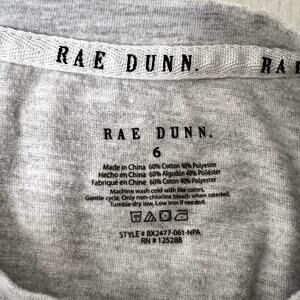 RAE DUNN.
RA
RAE DUNN.
6
Made in China 60% Cotton 40% Polyester
Hecho en China 60% Algodón 40% Polyester
Fabriqué en Chine 60% Coton 40% Polyester
Machine wash cold with like colors,
Gentle cycle. Only non-chlorine bleach when needed.
Tumble dry low, Low iron if needed.
STYLE # BX2477-061-NPA
RN # 125288